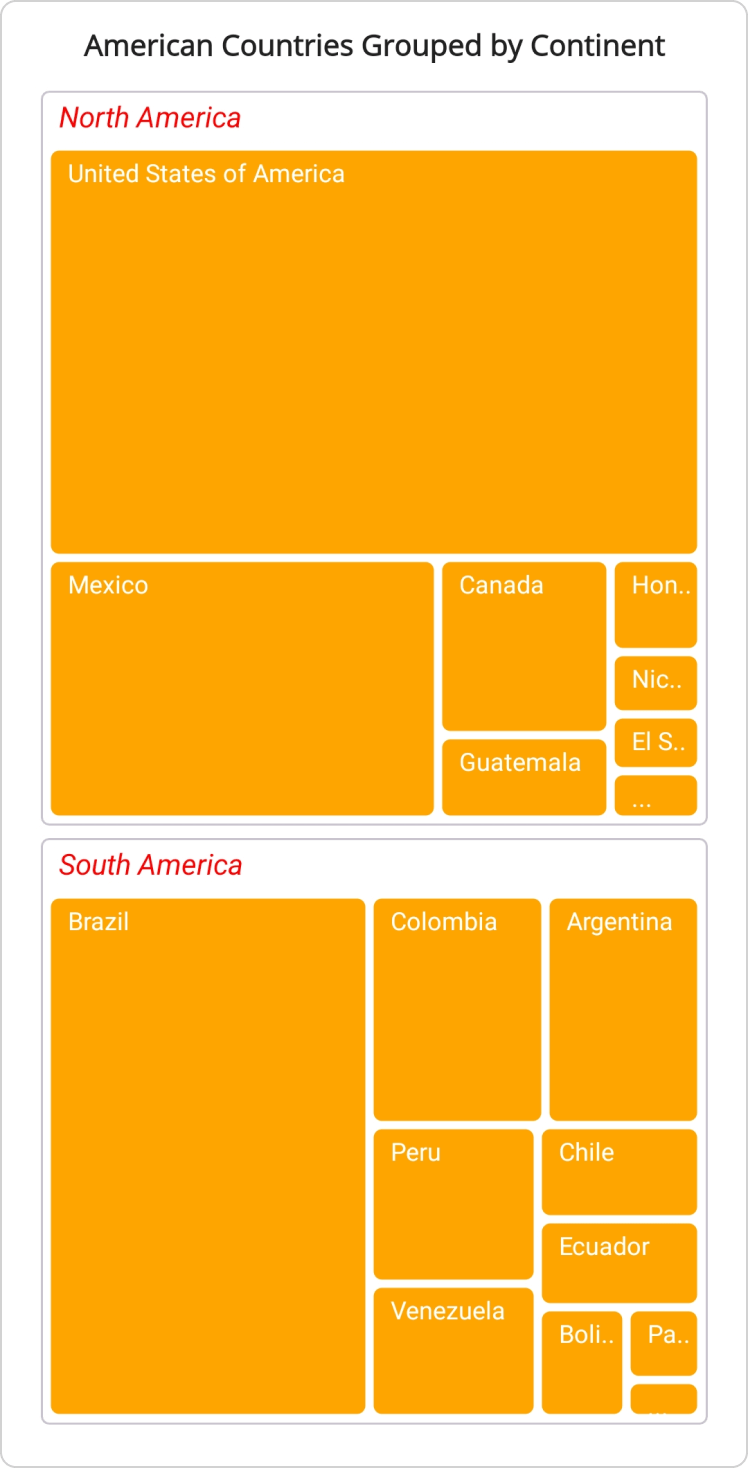 American Countries Grouped by Continent
North America
United States of America
Mexico
Canada
Hon..
Nic..
El S..
Guatemala
...
South America
Brazil
Colombia
Argentina
Peru
Chile
Ecuador
Venezuela
Boli..
Pa..
...